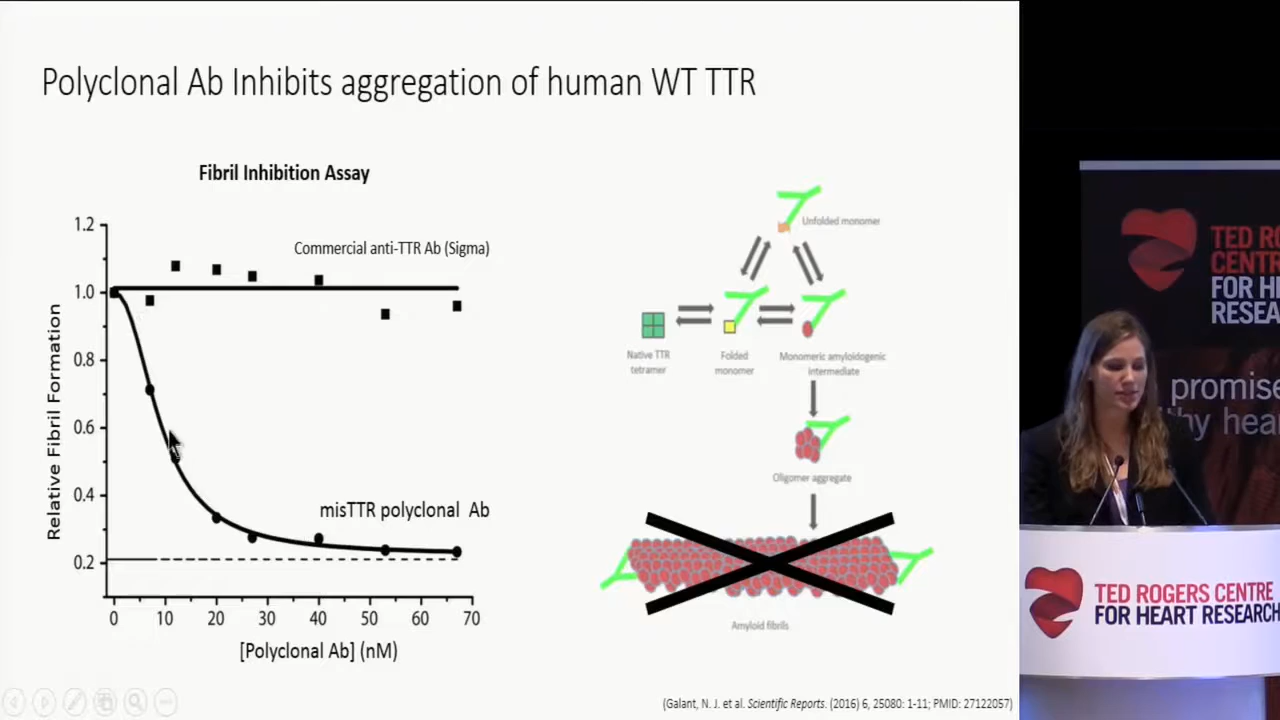 Polyclonal Ab Inhibits aggregation of human WT TTR
Fibril Inhibition Assay
Relative Fibril Formation
1.2
1.0
0.8
0.6
0.4
0.2
Commercial anti-TTR Ab (Sigma)
misTTR polyclonal Ab
0 10 20 30 40 50 60 70
[Polyclonal Ab] (nM)
Unfolded monomer
Native TTR
tetramer
Folded
monomer
Monomeric amyloidogenic
intermediate
Oligomer aggregate
Amyloid fibrils
(Galant, N. J. et al. Scientific Reports. (2016) 6, 25080: 1-11; PMID: 27122057)
TED RO
CENTR
FOR HE
RESEA
promise
thy hear
TED ROGERS CENTRE
FOR HEART RESEARCH